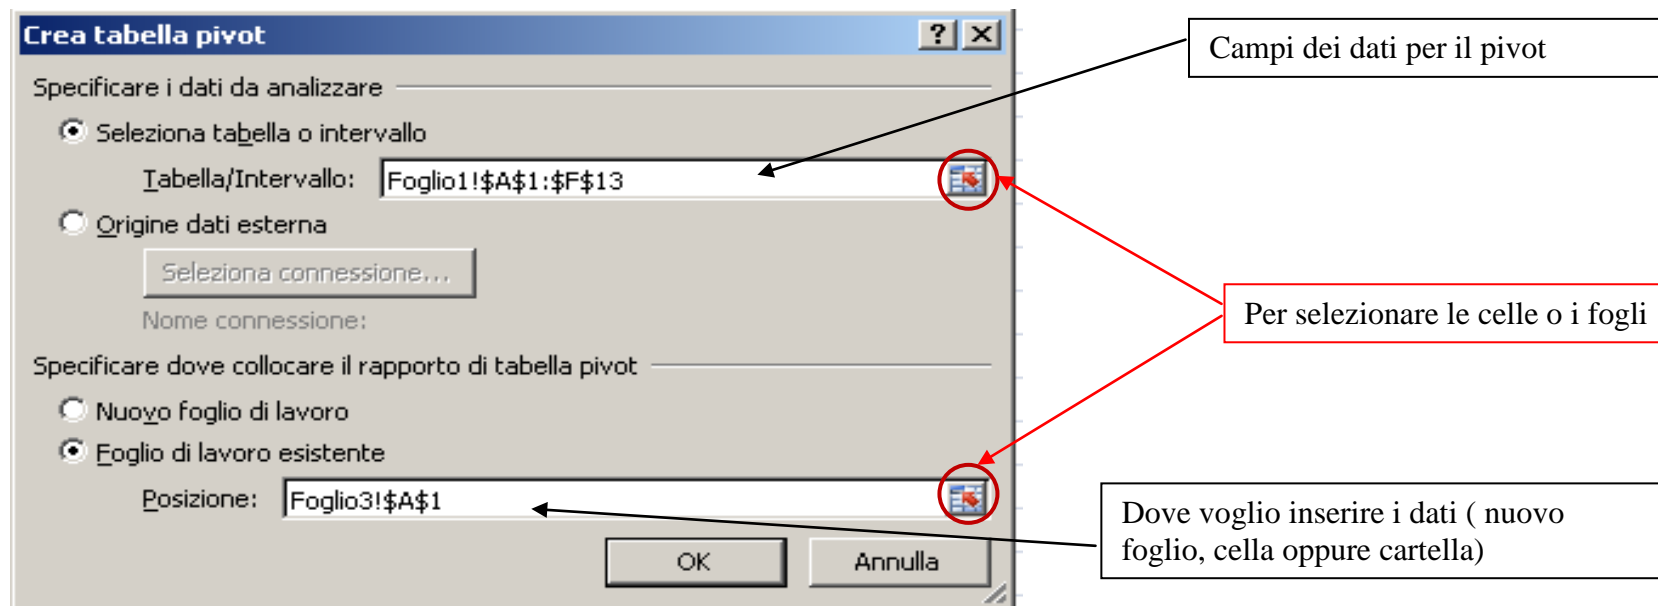 Crea tabella pivot
Campi dei dati per il pivot
Specificare i dati da analizzare
Seleziona tabella o intervallo
Tabella/Intervallo: Foglio1!$A$1:$F$13
Origine dati esterna
Seleziona connessione...
Nome connessione:
Per selezionare le celle o i fogli
Specificare dove collocare il rapporto di tabella pivot
Nuovo foglio di lavoro
Foglio di lavoro esistente
Posizione: Foglio3!$A$1
Dove voglio inserire i dati ( nuovo
foglio, cella oppure cartella)
OK Annulla